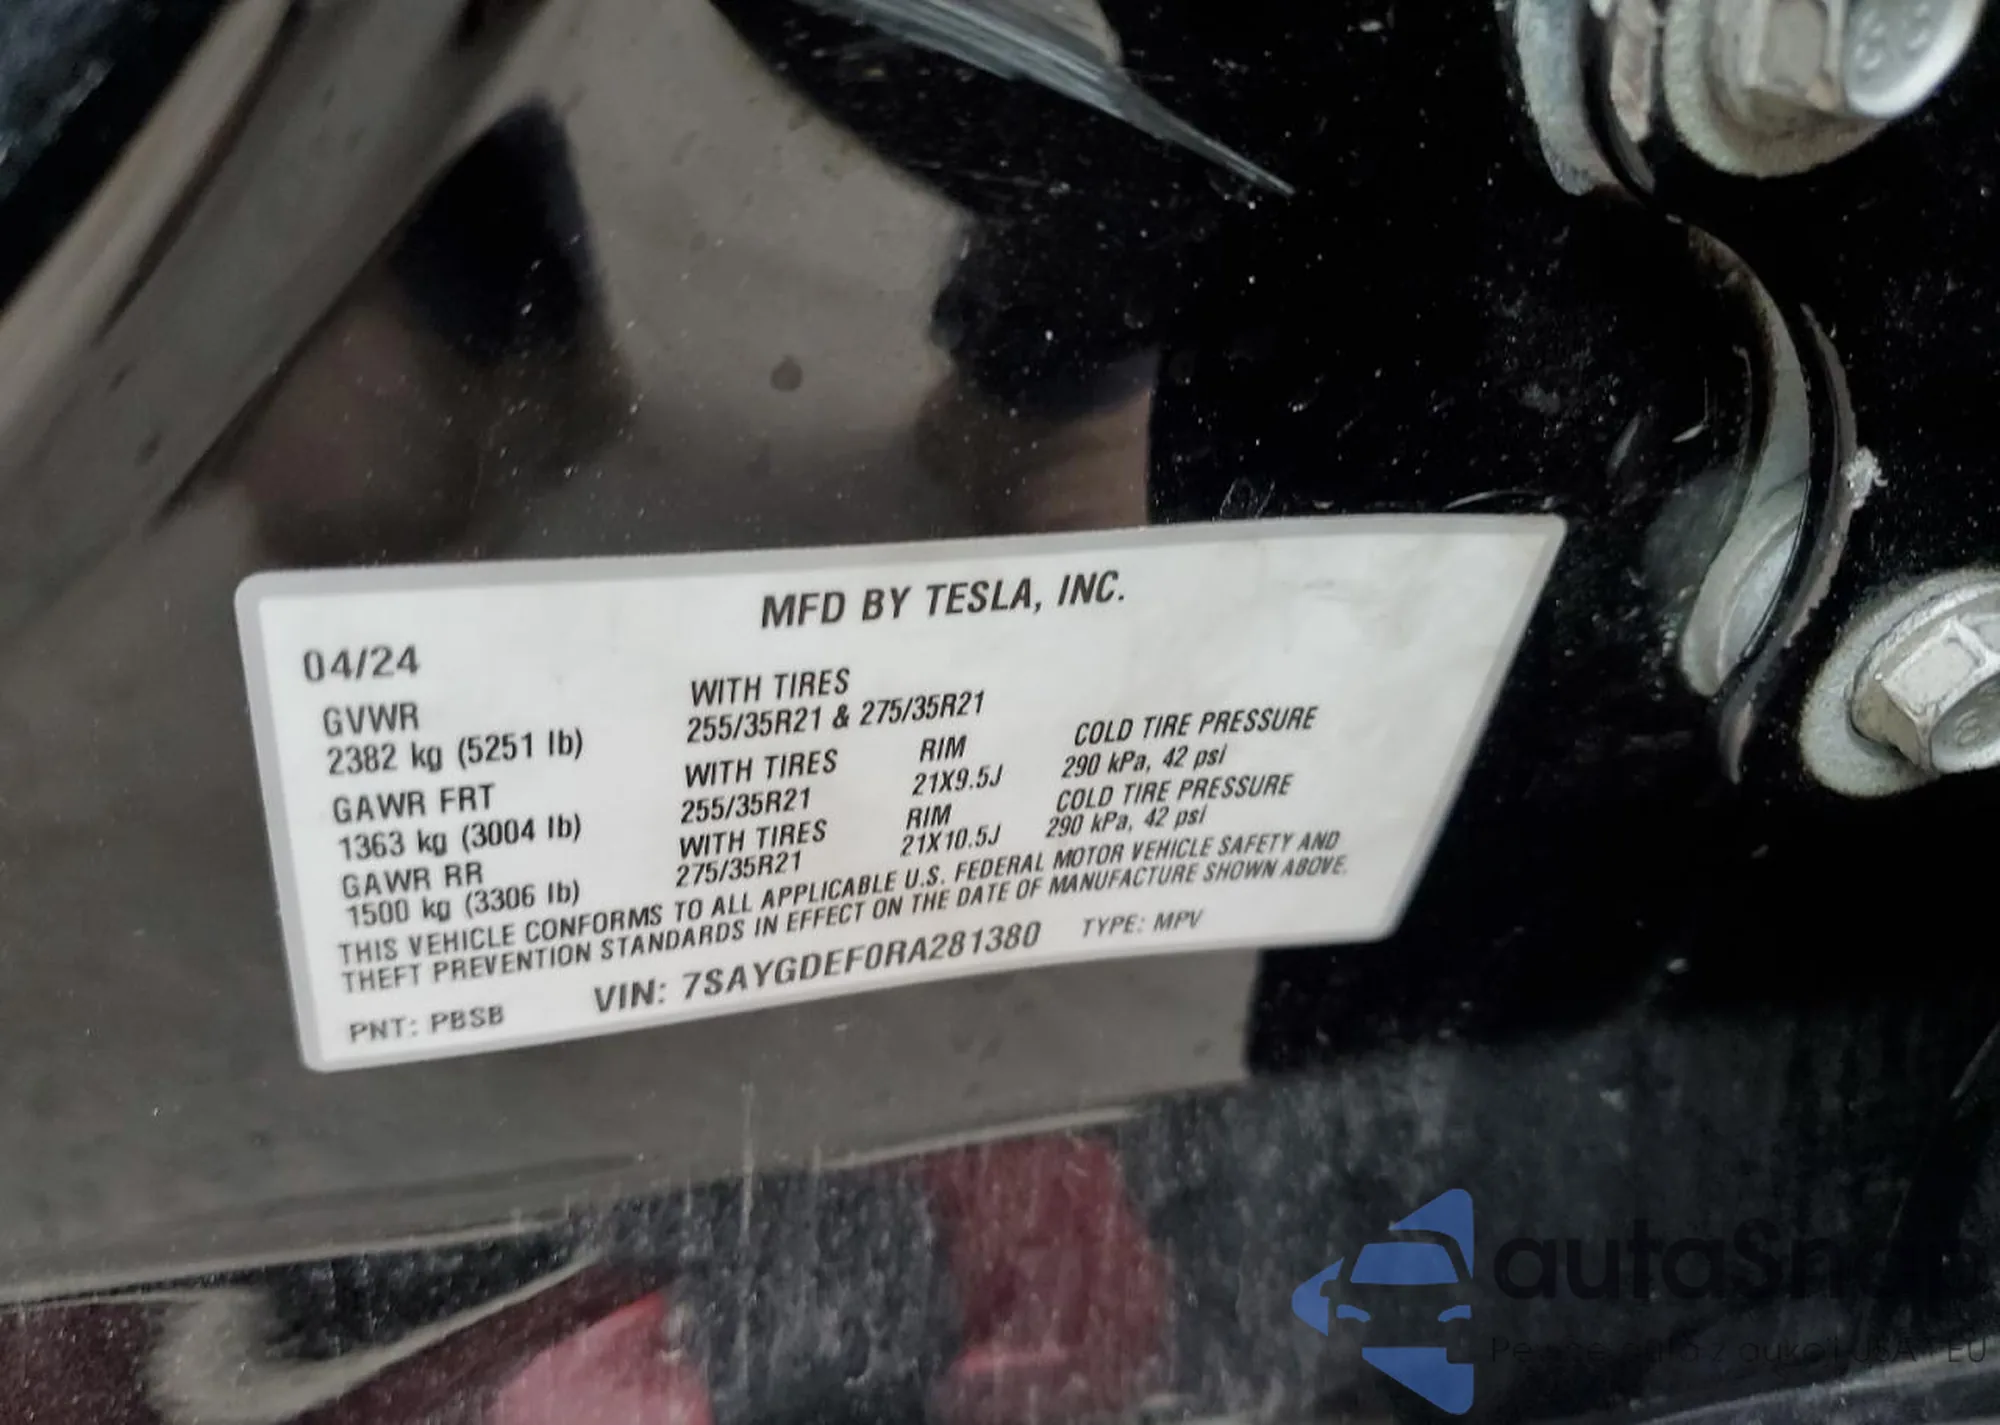 MFD BY TESLA, INC.
04/24
GVWR
2382 kg (5251 lb)
WITH TIRES
255/35R21 & 275/35R21
GAWR FRT
1363 kg (3004 lb)
WITH TIRES
255/35R21
RIM
21X9.5J
COLD TIRE PRESSURE
290 kPa, 42 psi
GAWR RR
1500 kg (3306 lb)
WITH TIRES
275/35R21
RIM
21X10.5J
COLD TIRE PRESSURE
290 kPa, 42 psi
THIS VEHICLE CONFORMS TO ALL APPLICABLE U.S. FEDERAL MOTOR VEHICLE SAFETY AND
THEFT PREVENTION STANDARDS IN EFFECT ON THE DATE OF MANUFACTURE SHOWN ABOVE.
PNT: PBSB
VIN: 7SAYGDEF0RA281380
TYPE: MPV
USA
EU